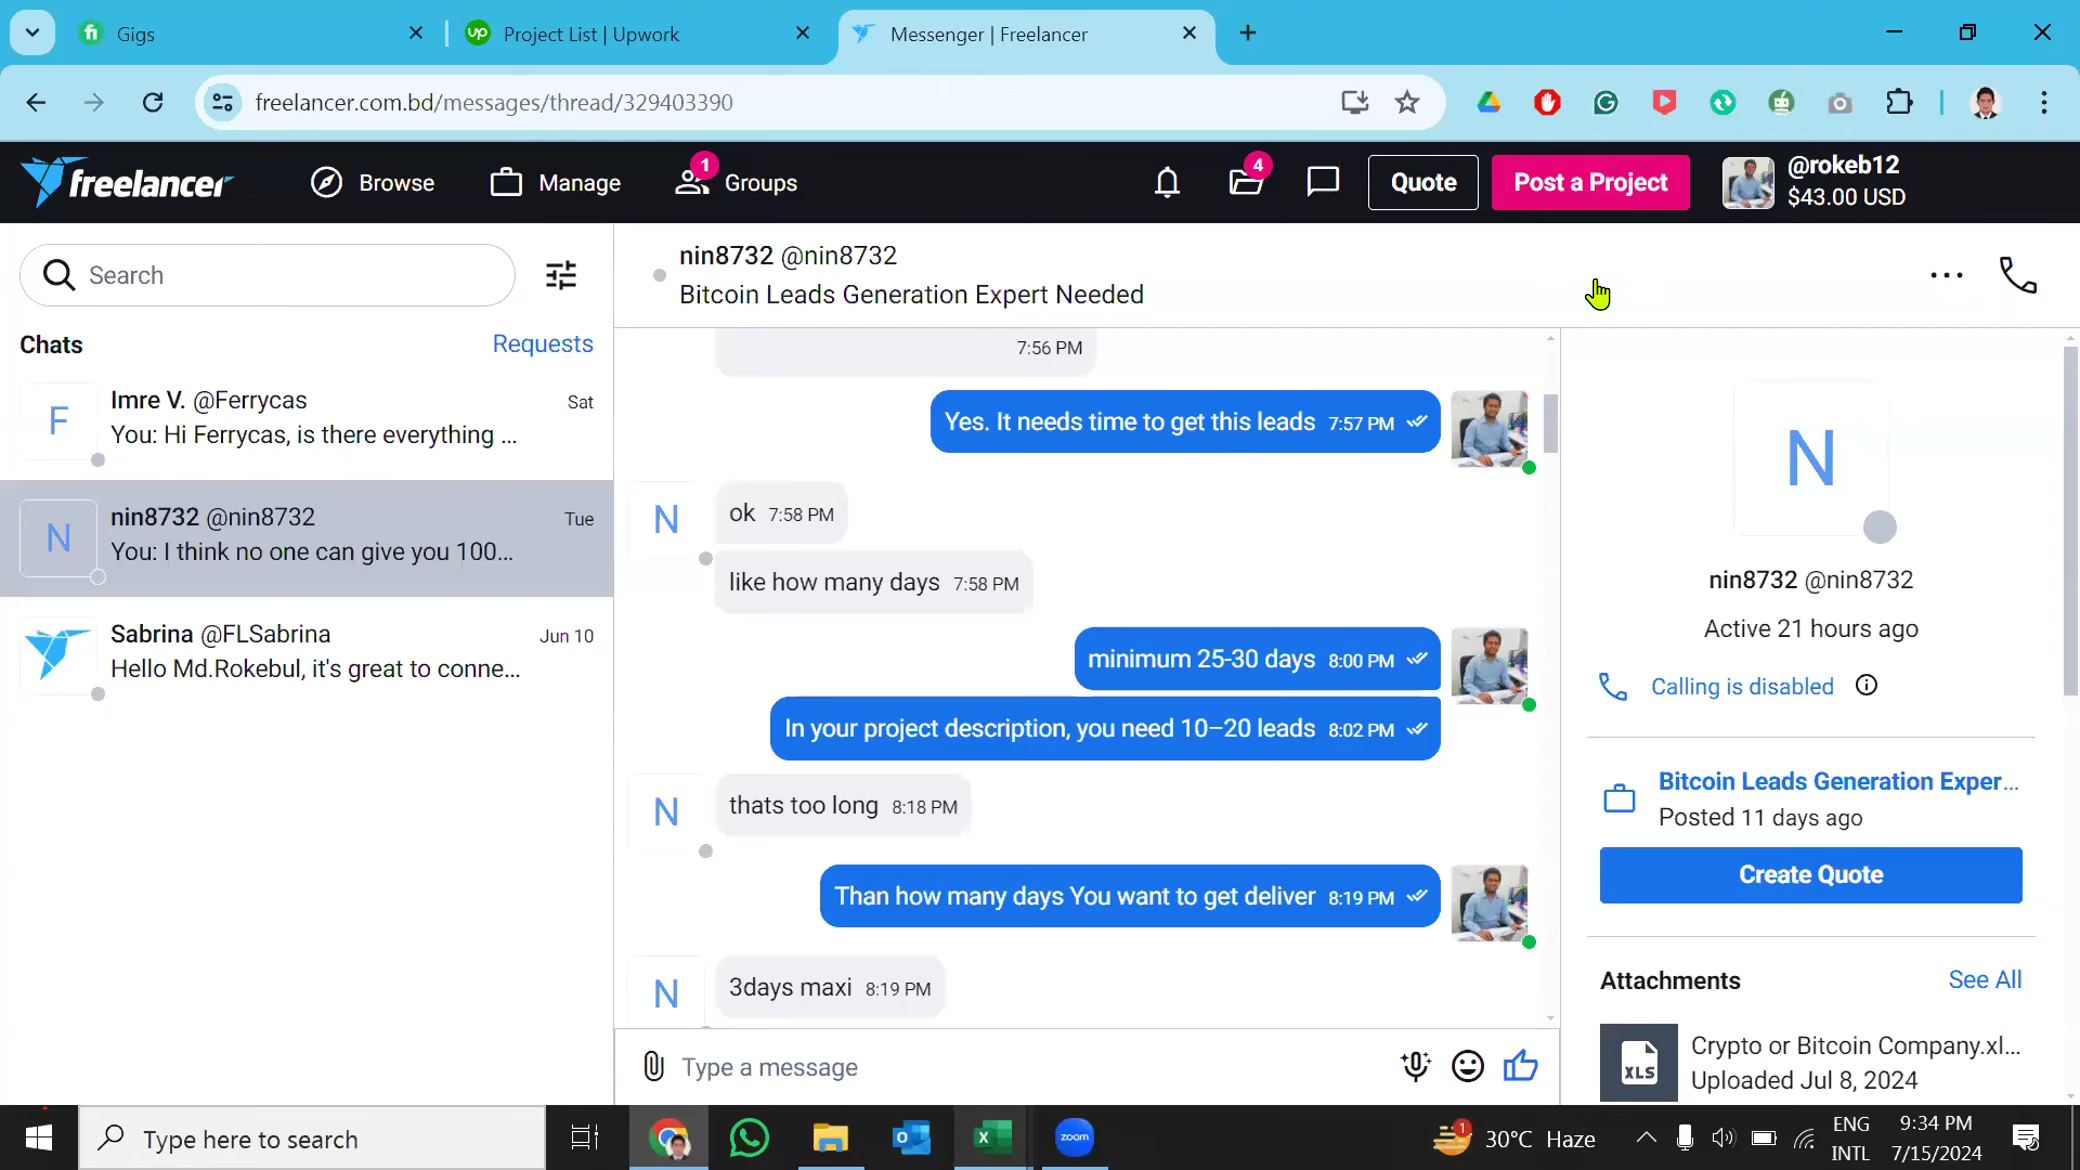 Gigs
Project List | Upwork
Messenger | Freelancer
freelancer.com.bd/messages/thread/329403390
freelancer
Browse
Manage
1
Groups
4
Quote
Post a Project
@rokeb12
$43.00 USD
Search
Chats
Requests
F
Imre V. @Ferrycas
Sat
You: Hi Ferrycas, is there everything ...
N
nin8732 @nin8732
Tue
You: I think no one can give you 100...
Sabrina @FLSabrina
Jun 10
Hello Md.Rokebul, it's great to conne...
nin8732 @nin8732
Bitcoin Leads Generation Expert Needed
7:56 PM
Yes. It needs time to get this leads 7:57 PM
N
ok 7:58 PM
like how many days 7:58 PM
minimum 25-30 days 8:00 PM
In your project description, you need 10–20 leads 8:02 PM
N
thats too long 8:18 PM
Than how many days You want to get deliver 8:19 PM
N
3days maxi 8:19 PM
Type a message
N
nin8732 @nin8732
Active 21 hours ago
Calling is disabled
Bitcoin Leads Generation Exper...
Posted 11 days ago
Create Quote
Attachments
See All
XLS
Crypto or Bitcoin Company.xl...
Uploaded Jul 8, 2024
Type here to search
zoom
1
30°C Haze
ENG
INTL
9:34 PM
7/15/2024